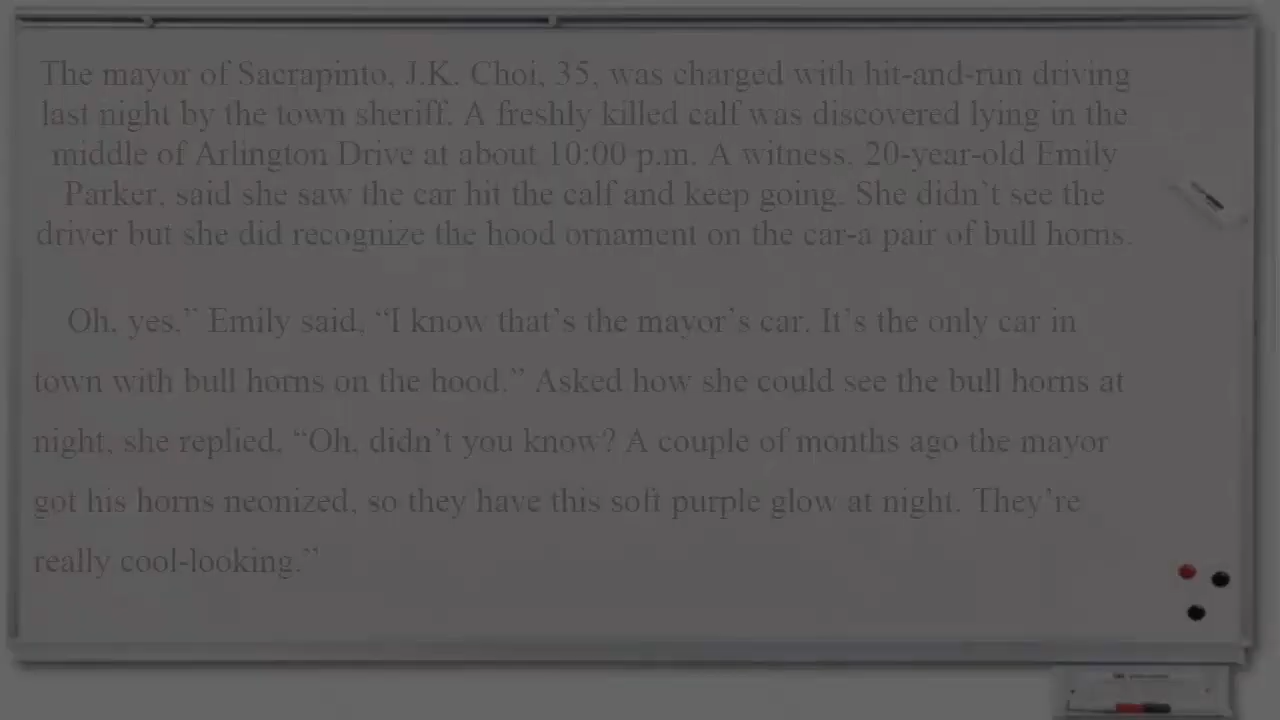 The mayor of Sacrapinto, J.K. Choi, 35, was charged with hit-and-run driving
last night by the town sheriff. A freshly killed calf was discovered lying in the
middle of Arlington Drive at about 10:00 p.m. A witness, 20-year-old Emily
Parker, said she saw the car hit the calf and keep going. She didn’t see the
driver but she did recognize the hood ornament on the car-a pair of bull horns.
Oh, yes,” Emily said, “I know that’s the mayor’s car. It’s the only car in
town with bull horns on the hood.” Asked how she could see the bull horns at
night, she replied, “Oh, didn’t you know? A couple of months ago the mayor
got his horns neonized, so they have this soft purple glow at night. They’re
really cool-looking.”